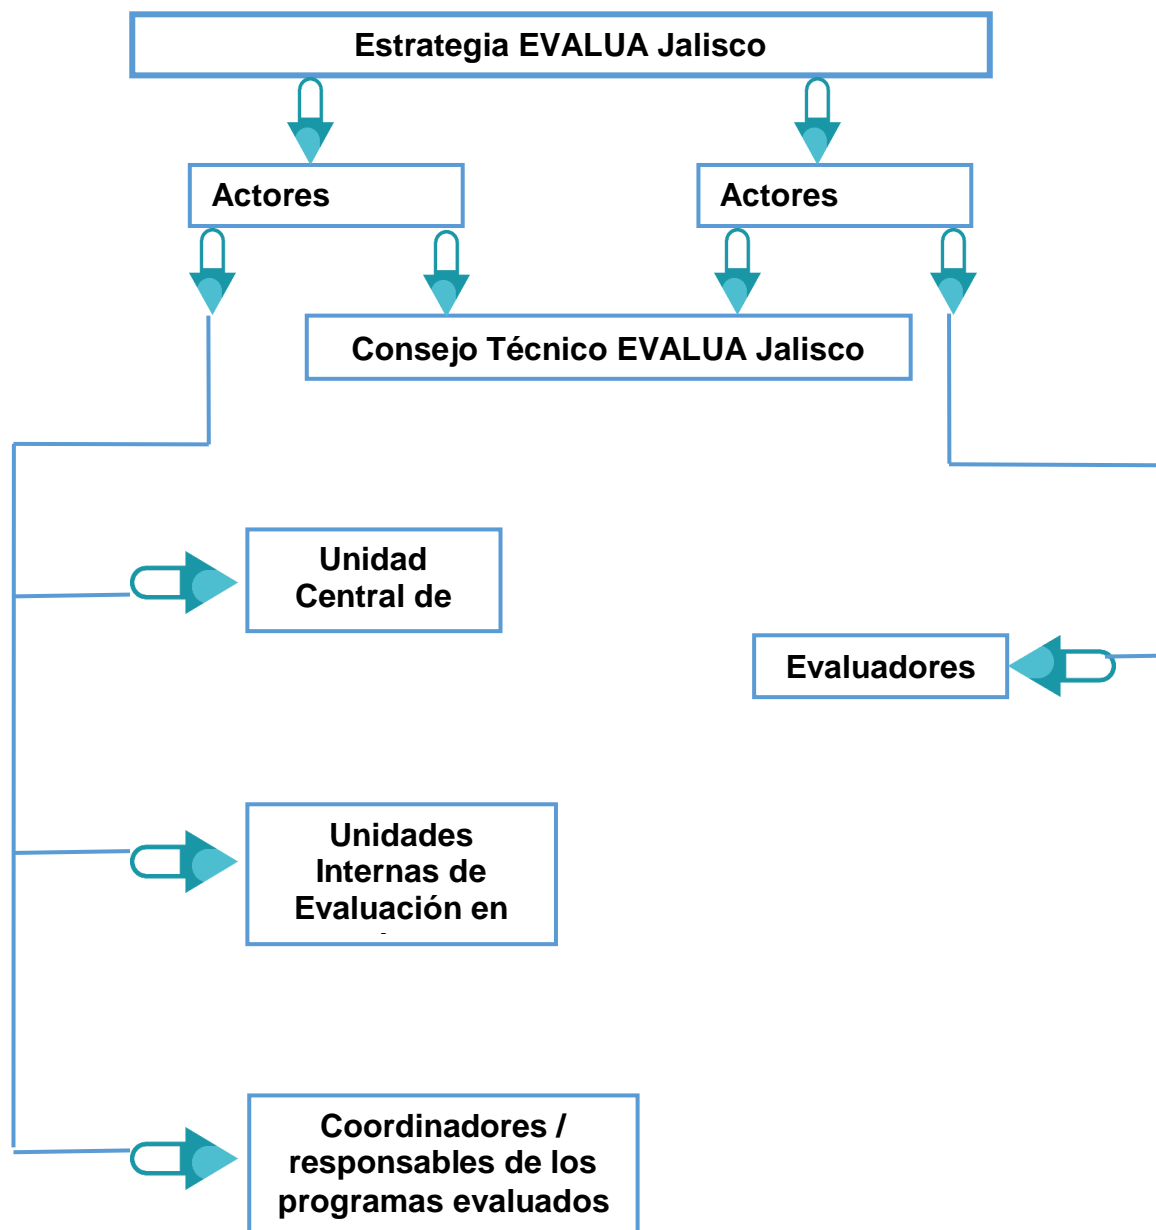 Estrategia EVALUA Jalisco
Actores
Actores
Consejo Técnico EVALUA Jalisco
Unidad
Central de
Evaluadores
Unidades
Internas de
Evaluación en
Coordinadores /
responsables de los
programas evaluados